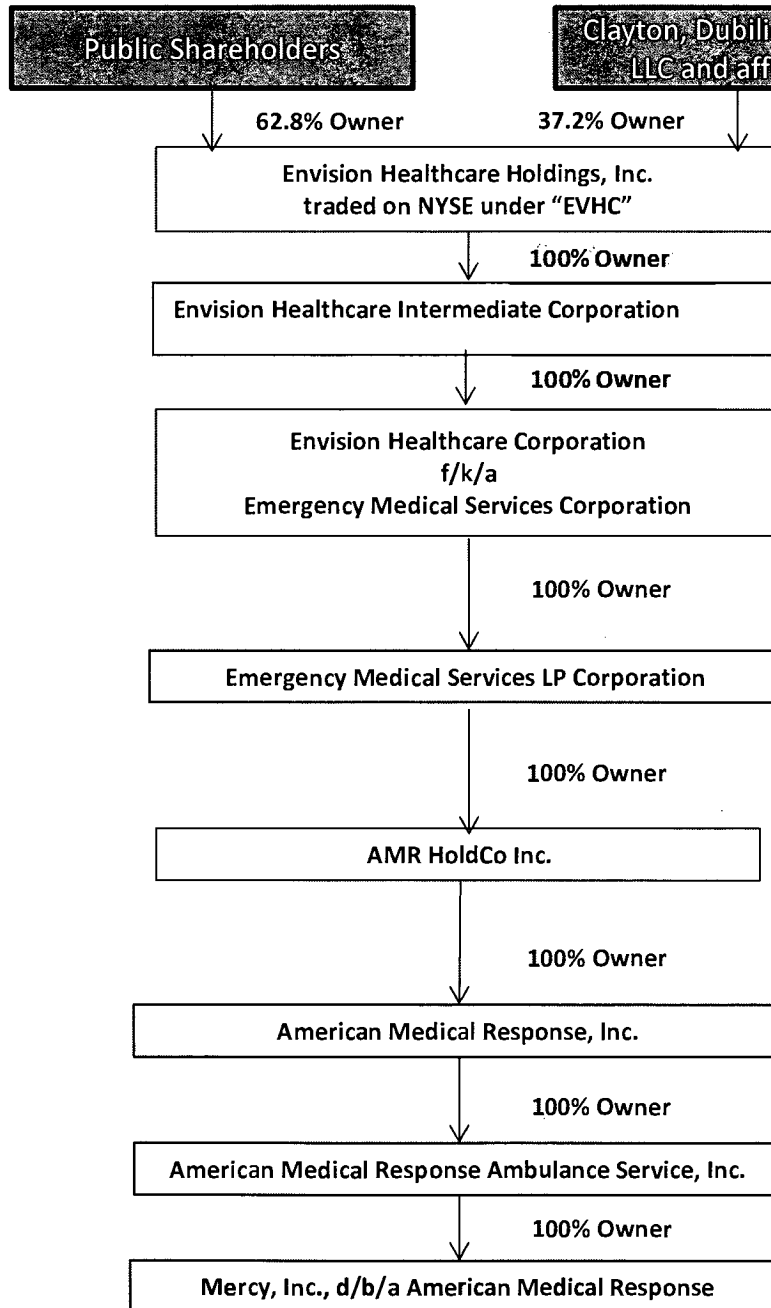 Public Shareholders
Clayton,
LLC and
62.8% Owner
37.2% Owner
Envision Healthcare Holdings, Inc.
traded on NYSE under “EVHC”
100% Owner
Envision Healthcare Intermediate Corporation
100% Owner
Envision Healthcare Corporation
f/k/a
Emergency Medical Services Corporation
100% Owner
Emergency Medical Services LP Corporation
100% Owner
AMR HoldCo Inc.
100% Owner
American Medical Response, Inc.
100% Owner
American Medical Response Ambulance Service, Inc.
100% Owner
Mercy, Inc., d/b/a American Medical Response